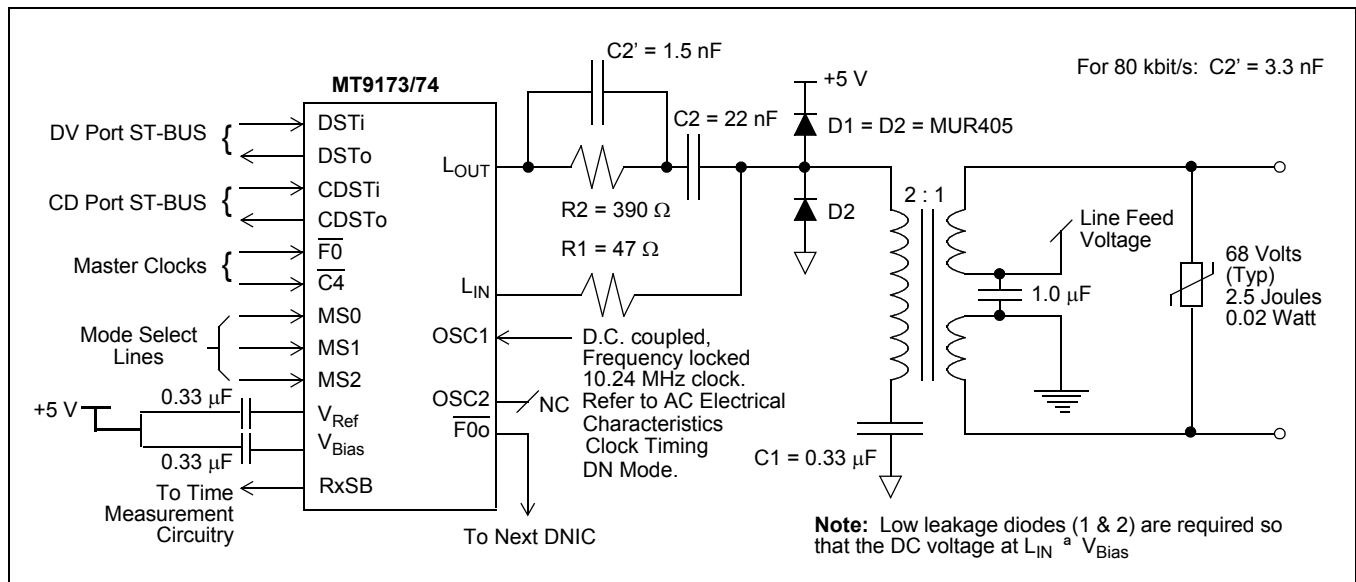 C2' = 1.5 nF
+5 V
For 80 kbit/s: C2' = 3.3 nF
MT9173/74
DV Port ST-BUS {
DSTi
DSTo
C2 = 22 nF
D1 = D2 = MUR405
L_OUT
CD Port ST-BUS {
CDSTi
CDSTo
R2 = 390 Ω
D2
2 : 1
Line Feed
Voltage
Master Clocks {
F0
C4
R1 = 47 Ω
68 Volts
(Typ)
2.5 Joules
0.02 Watt
L_IN
1.0 µF
Mode Select
Lines
MS0
MS1
MS2
OSC1
D.C. coupled,
Frequency locked
10.24 MHz clock.
Refer to AC Electrical
Characteristics
Clock Timing
DN Mode.
+5 V
0.33 µF
V_Ref
OSC2
NC
V_Bias
0.33 µF
F0o
C1 = 0.33 µF
RxSB
To Time
Measurement
Circuitry
To Next DNIC
Note: Low leakage diodes (1 & 2) are required so
that the DC voltage at L_IN ª V_Bias